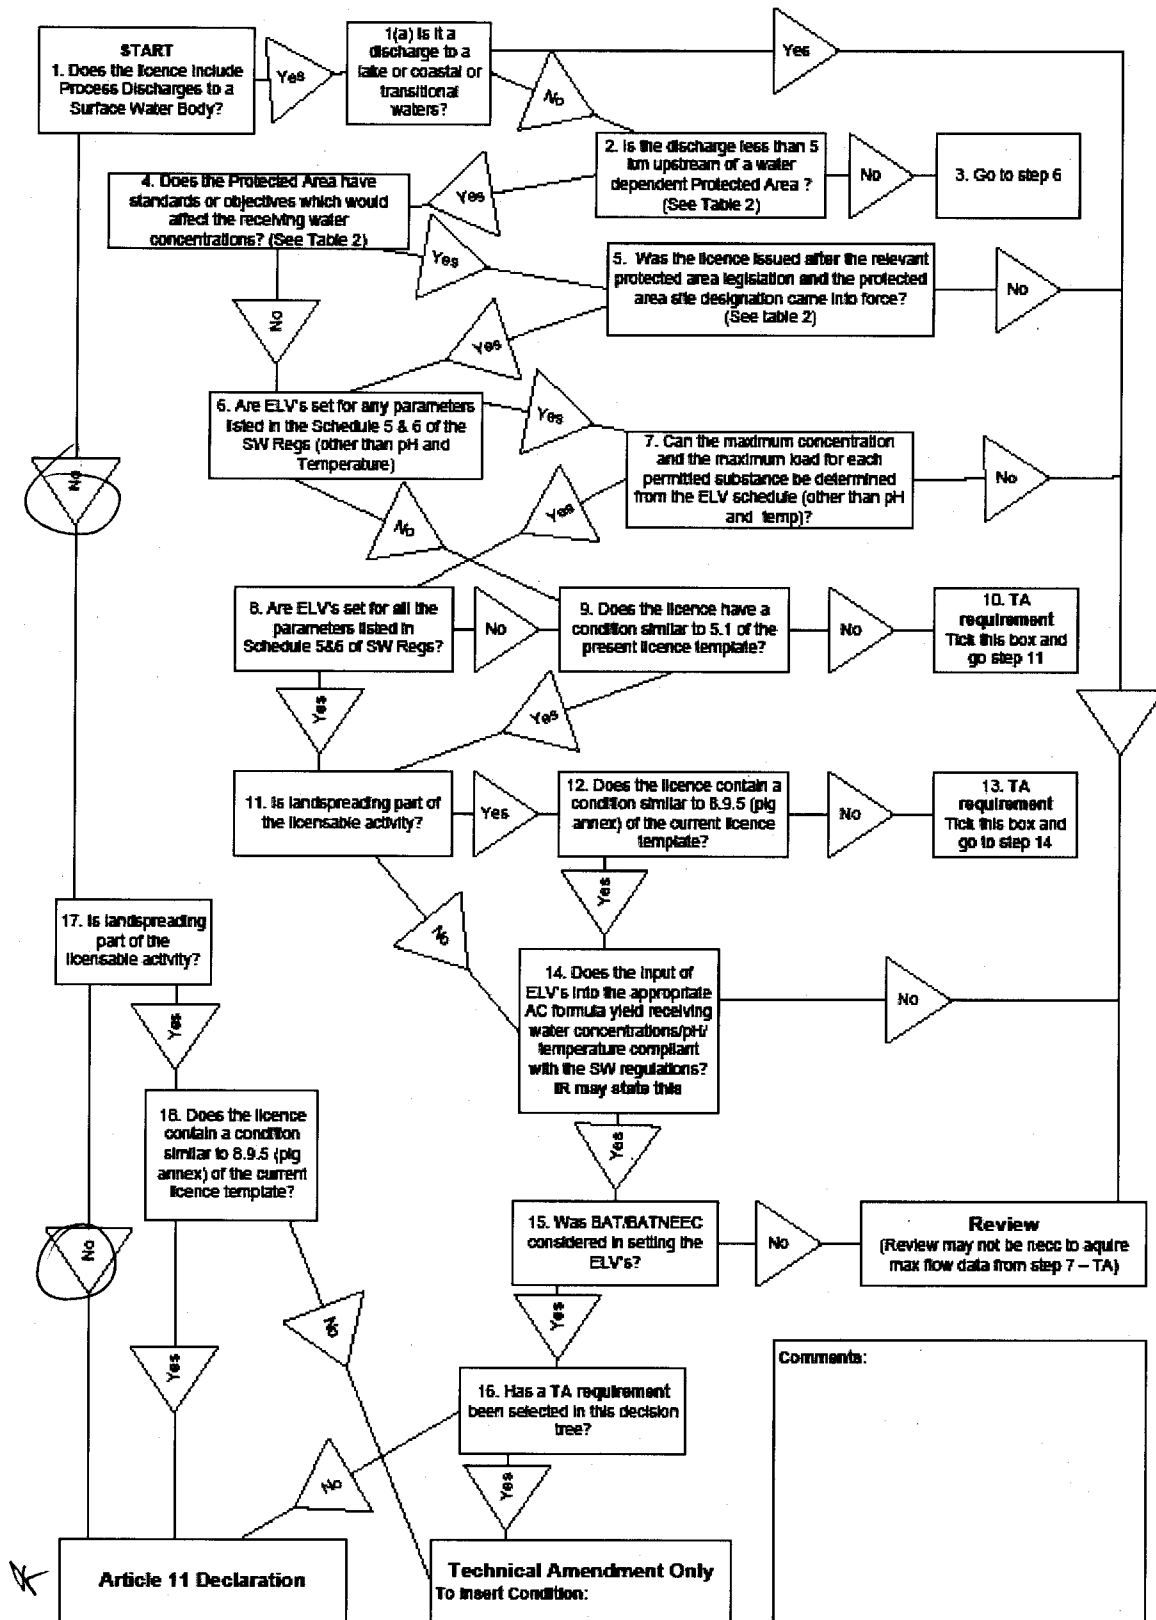 START
1. Does the licence include
Process Discharges to a
Surface Water Body?
Yes
1(a) Is it a
discharge to a
lake or coastal or
transitional
waters?
Yes
No
2. Is the discharge less than 5
km upstream of a water
dependent Protected Area ?
(See Table 2)
No
3. Go to step 6
Yes
4. Does the Protected Area have
standards or objectives which would
affect the receiving water
concentrations? (See Table 2)
Yes
5. Was the licence issued after the relevant
protected area legislation and the protected
area site designation came into force?
(See table 2)
No
No
Yes
6. Are ELV's set for any parameters
listed in the Schedule 5 & 6 of the
SW Regs (other than pH and
Temperature)
Yes
7. Can the maximum concentration
and the maximum load for each
permitted substance be determined
from the ELV schedule (other than pH
and temp)?
No
No
No
Yes
8. Are ELV's set for all the
parameters listed in
Schedule 5&6 of SW Regs?
No
9. Does the licence have a
condition similar to 5.1 of the
present licence template?
No
10. TA
requirement
Tick this box and
go step 11
Yes
Yes
11. Is landspreading part of
the licensable activity?
Yes
12. Does the licence contain a
condition similar to 8.9.5 (pig
annex) of the current licence
template?
No
13. TA
requirement
Tick this box and
go to step 14
Yes
No
17. Is landspreading
part of the
licensable activity?
14. Does the input of
ELV's into the appropriate
AC formula yield receiving
water concentrations/pH/
temperature compliant
with the SW regulations?
IR may state this
No
Yes
18. Does the licence
contain a condition
similar to 8.9.5 (pig
annex) of the current
licence template?
Yes
No
15. Was BAT/BATNEEC
considered in setting the
ELV's?
No
Review
(Review may not be necc to aquire
max flow data from step 7 – TA)
Yes
No
Yes
16. Has a TA requirement
been selected in this decision
tree?
Comments:
No
Yes
Article 11 Declaration
Technical Amendment Only
To Insert Condition: